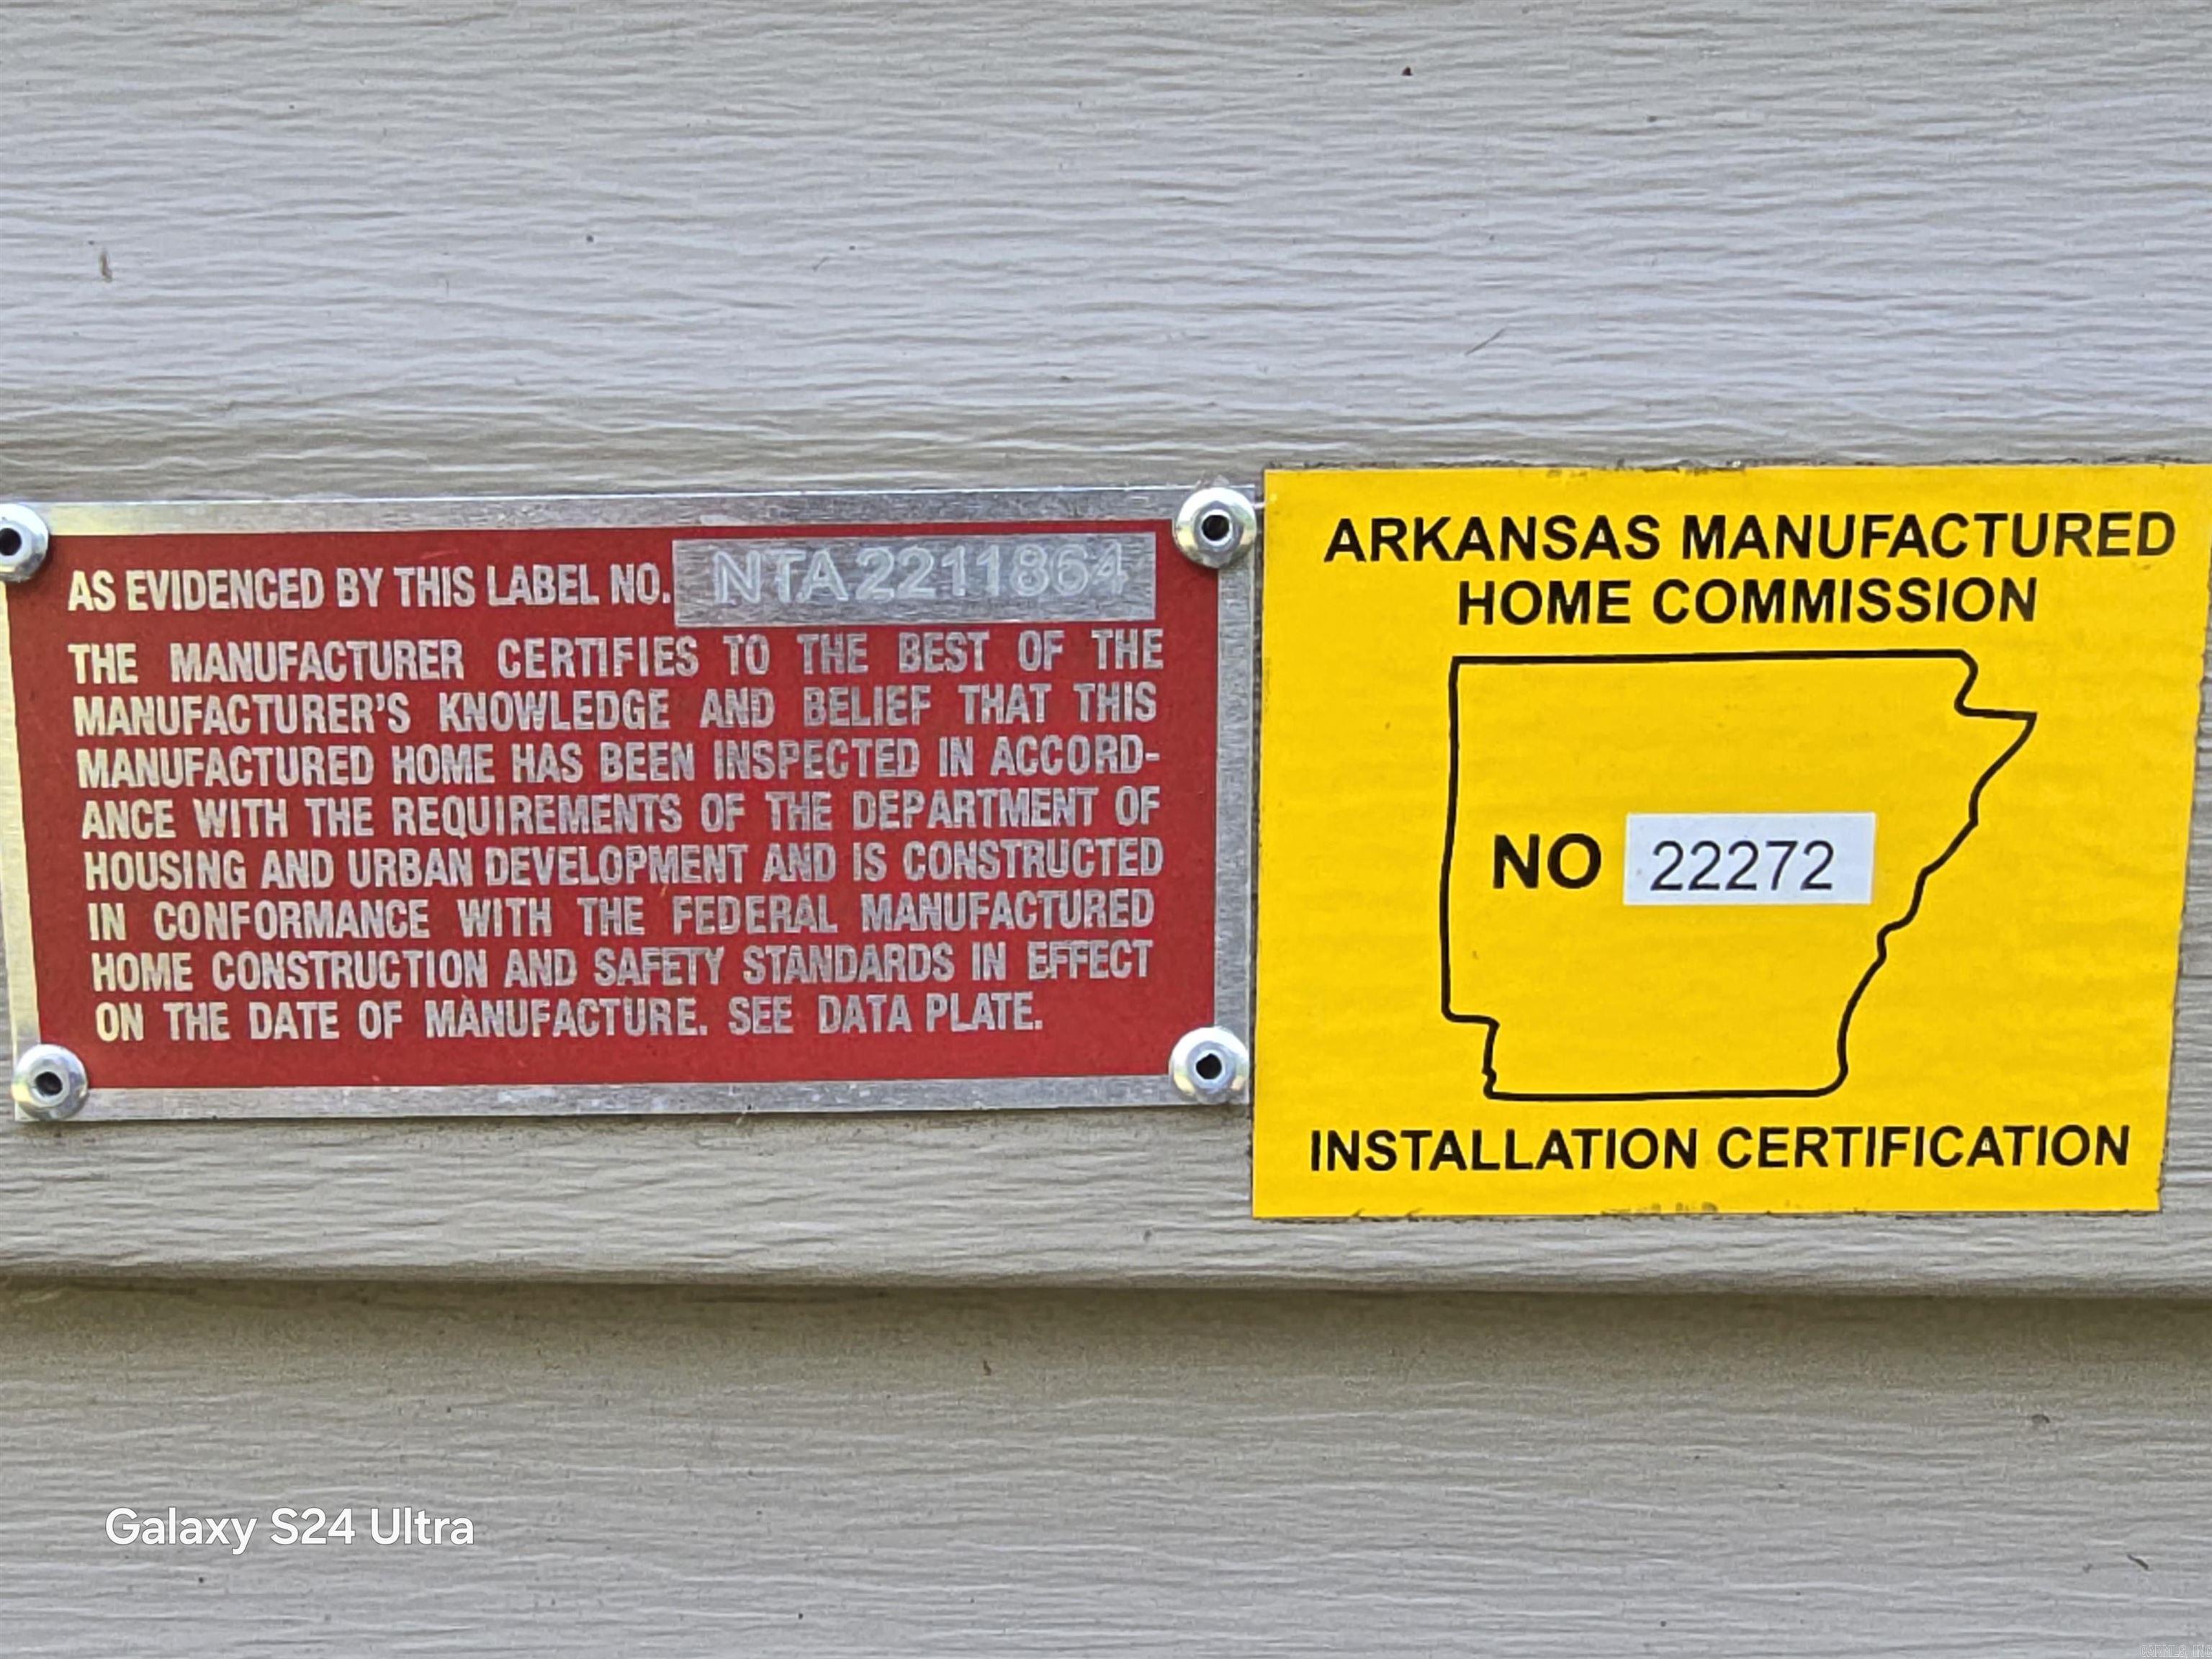 AS EVIDENCED BY THIS LABEL NO. NTA2211864
THE MANUFACTURER CERTIFIES TO THE BEST OF THE
MANUFACTURER'S KNOWLEDGE AND BELIEF THAT THIS
MANUFACTURED HOME HAS BEEN INSPECTED IN ACCORD-
ANCE WITH THE REQUIREMENTS OF THE DEPARTMENT OF
HOUSING AND URBAN DEVELOPMENT AND IS CONSTRUCTED
IN CONFORMANCE WITH THE FEDERAL MANUFACTURED
HOME CONSTRUCTION AND SAFETY STANDARDS IN EFFECT
ON THE DATE OF MANUFACTURE. SEE DATA PLATE.
ARKANSAS MANUFACTURED
HOME COMMISSION
NO 22272
INSTALLATION CERTIFICATION
Galaxy S24 Ultra